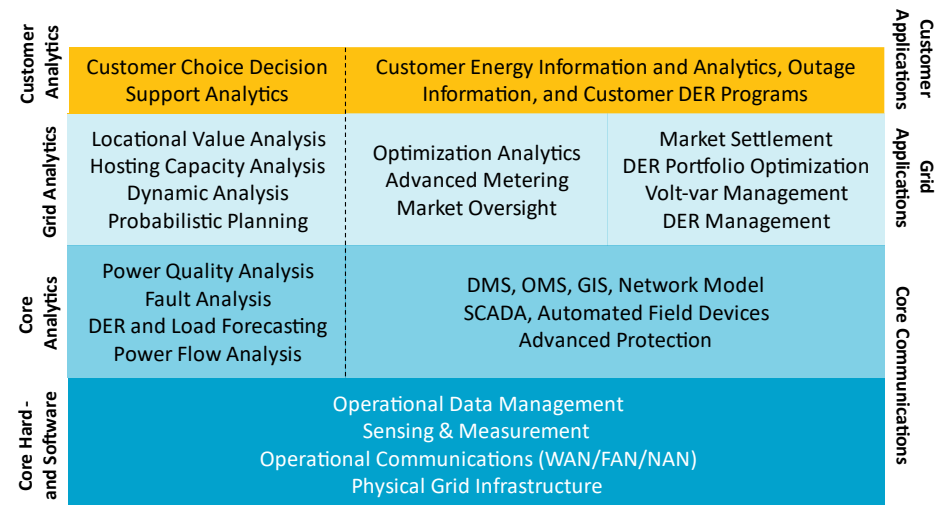 Customer
Analytics
Customer Choice Decision
Support Analytics
Customer Energy Information and Analytics, Outage
Information, and Customer DER Programs
Customer
Applications
Grid Analytics
Locational Value Analysis
Hosting Capacity Analysis
Dynamic Analysis
Probabilistic Planning
Optimization Analytics
Advanced Metering
Market Oversight
Market Settlement
DER Portfolio Optimization
Volt-var Management
DER Management
Grid
Applications
Core
Analytics
Power Quality Analysis
Fault Analysis
DER and Load Forecasting
Power Flow Analysis
DMS, OMS, GIS, Network Model
SCADA, Automated Field Devices
Advanced Protection
Core Communications
Core Hard -
and Software
Operational Data Management
Sensing & Measurement
Operational Communications (WAN/FAN/NAN)
Physical Grid Infrastructure